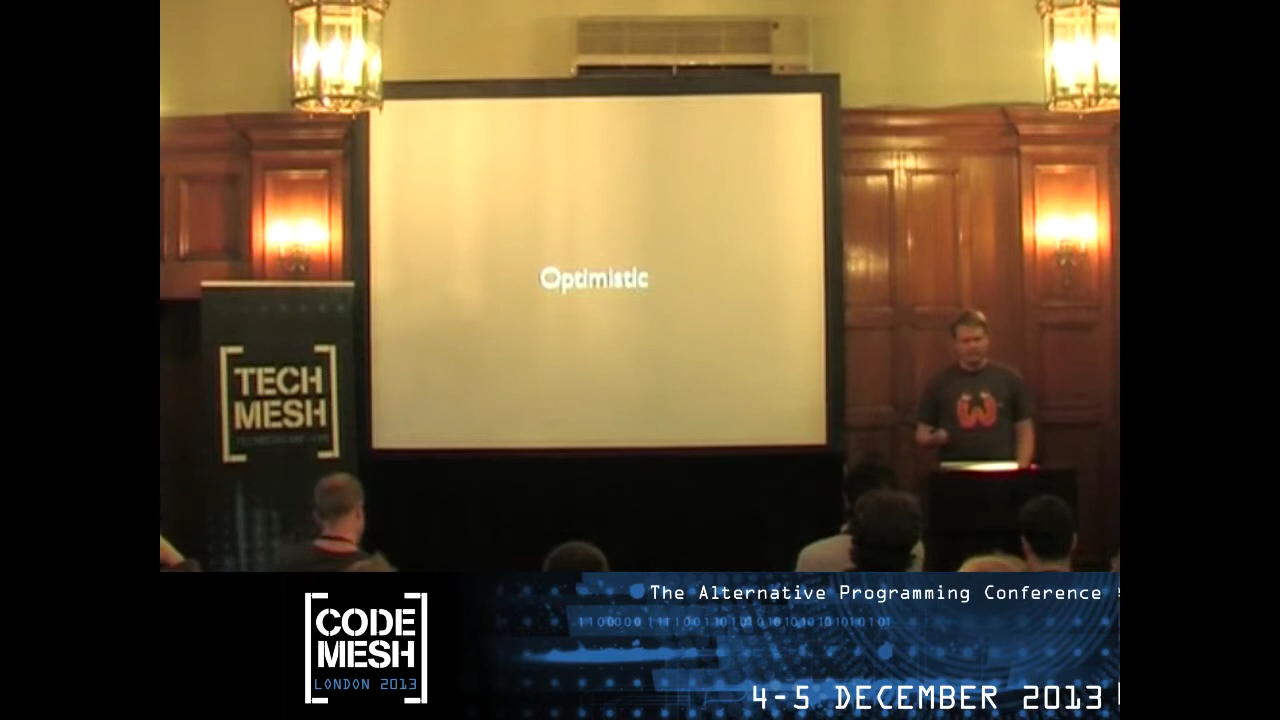 Optimistic
TECH
MESH
W
CODE
MESH
LONDON 2013
The Alternative Programming Conference
4-5 DECEMBER 2013